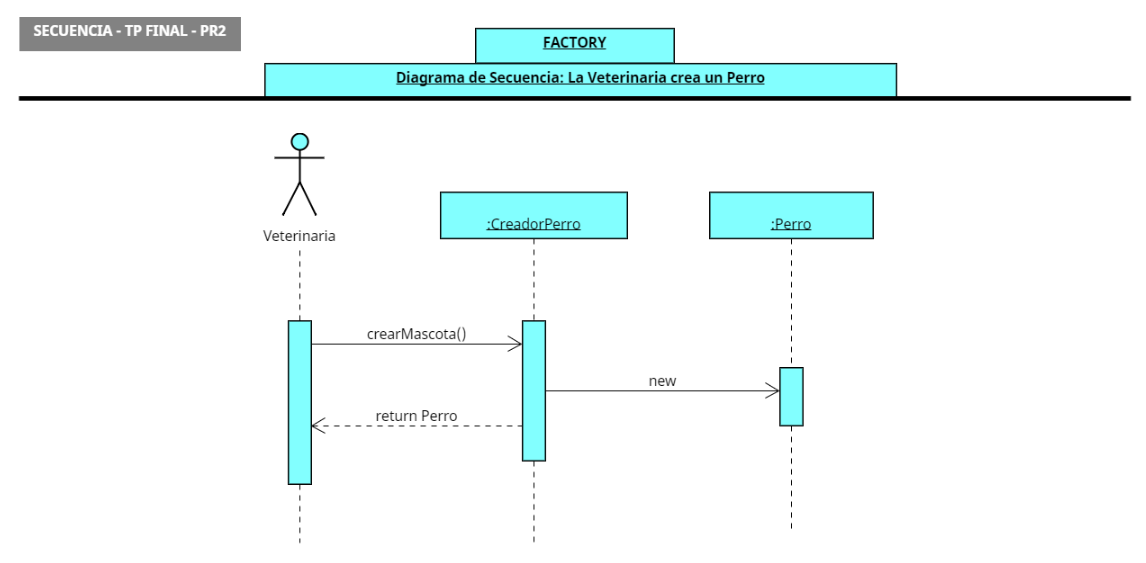 SECUENCIA - TP FINAL - PR2
FACTORY
Diagrama de Secuencia: La Veterinaria crea un Perro
Veterinaria
:CreadorPerro
:Perro
crearMascota()
new
return Perro